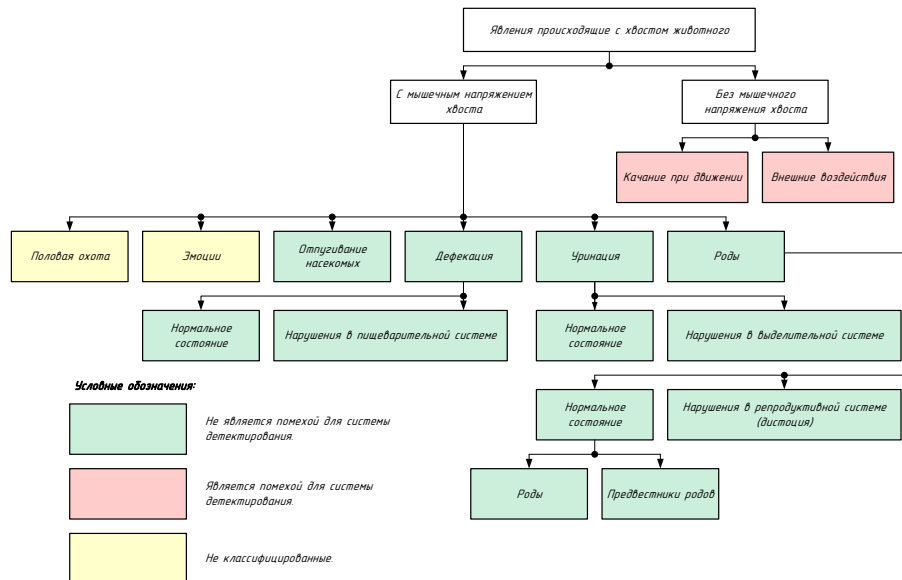 Явления происходящие с хвостом животного
С мышечным напряжением
хвоста
Без мышечного
напряжения хвоста
Качание при движении
Внешние воздействия
Половая охота
Эмоции
Отпугивание
насекомых
Дефекация
Уринация
Роды
Нормальное
состояние
Нарушения в пищеварительной системе
Нормальное
состояние
Нарушения в выделительной системе
Условные обозначения:
Нормальное
состояние
Нарушения в репродуктивной системе
(дистоция)
Не является помехой для системы
детектирования.
Роды
Предвестники родов
Является помехой для системы
детектирования.
Не классифицированные.